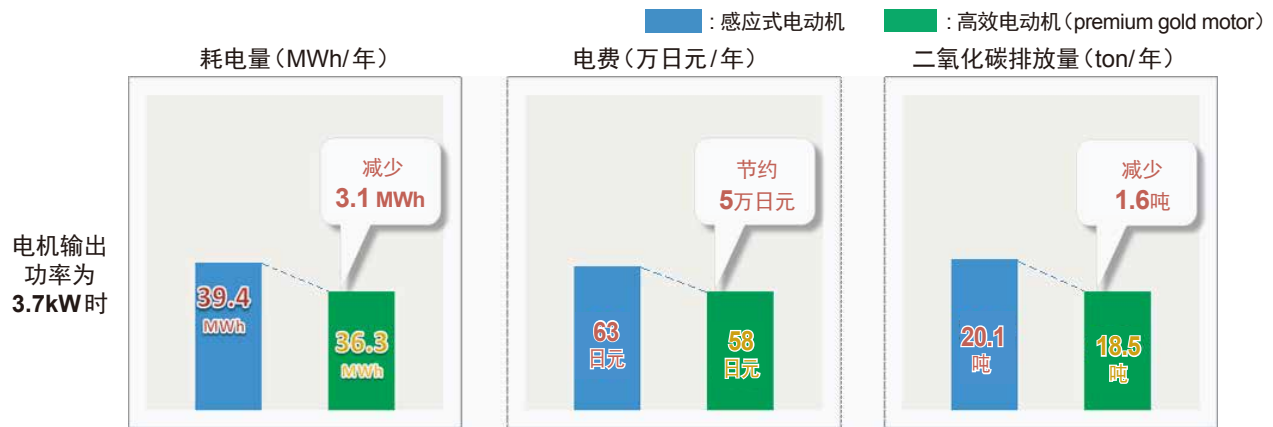 : 感应式电动机
: 高效电动机（premium gold motor）
耗电量（MWh/年）
电费（万日元/年）
二氧化碳排放量（ton/年）
减少
3.1 MWh
节约
5万日元
减少
1.6吨
电机输出
功率为
3.7kW时
39.4
MWh
36.3
MWh
63
日元
58
日元
20.1
吨
18.5
吨